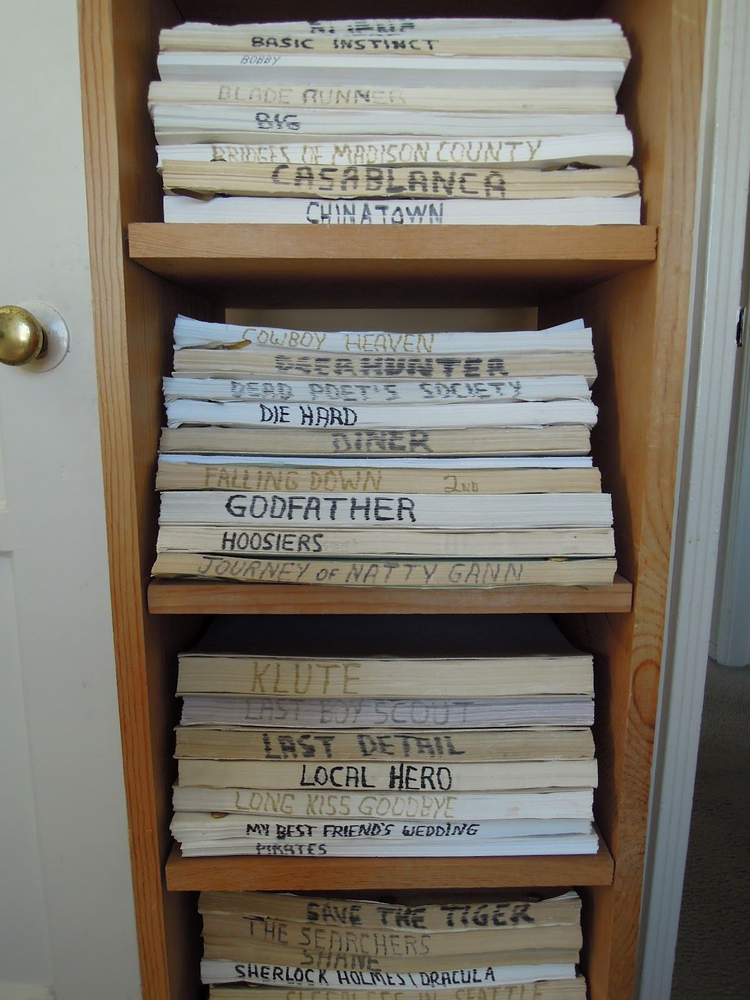 BASIC INSTINCT
BOBBY
BLADE RUNNER
BIG
BRIDGES OF MADISON COUNTY
CASABLANCA
CHINATOWN
COWBOY HEAVEN
DEERHUNTER
DEAD POET'S SOCIETY
DIE HARD
DINER
FALLING DOWN 2ND
GODFATHER
HOOSIERS
JOURNEY OF NATTY GANN
KLUTE
LAST BOY SCOUT
LAST DETAIL
LOCAL HERO
LONG KISS GOODBYE
MY BEST FRIEND'S WEDDING
PIRATES
SAVE THE TIGER
THE SEARCHERS
SHANE
SHERLOCK HOLMES/DRACULA
SLEEPLESS IN SEATTLE